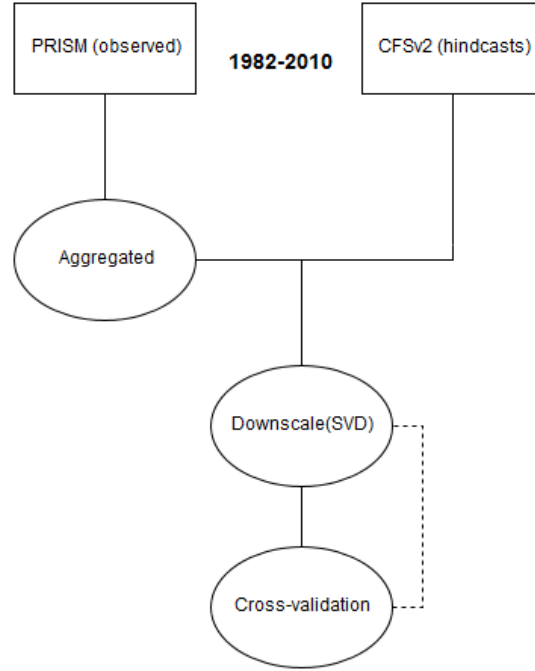 PRISM (observed)
1982-2010
CFSv2 (hindcasts)
Aggregated
Downscale(SVD)
Cross-validation